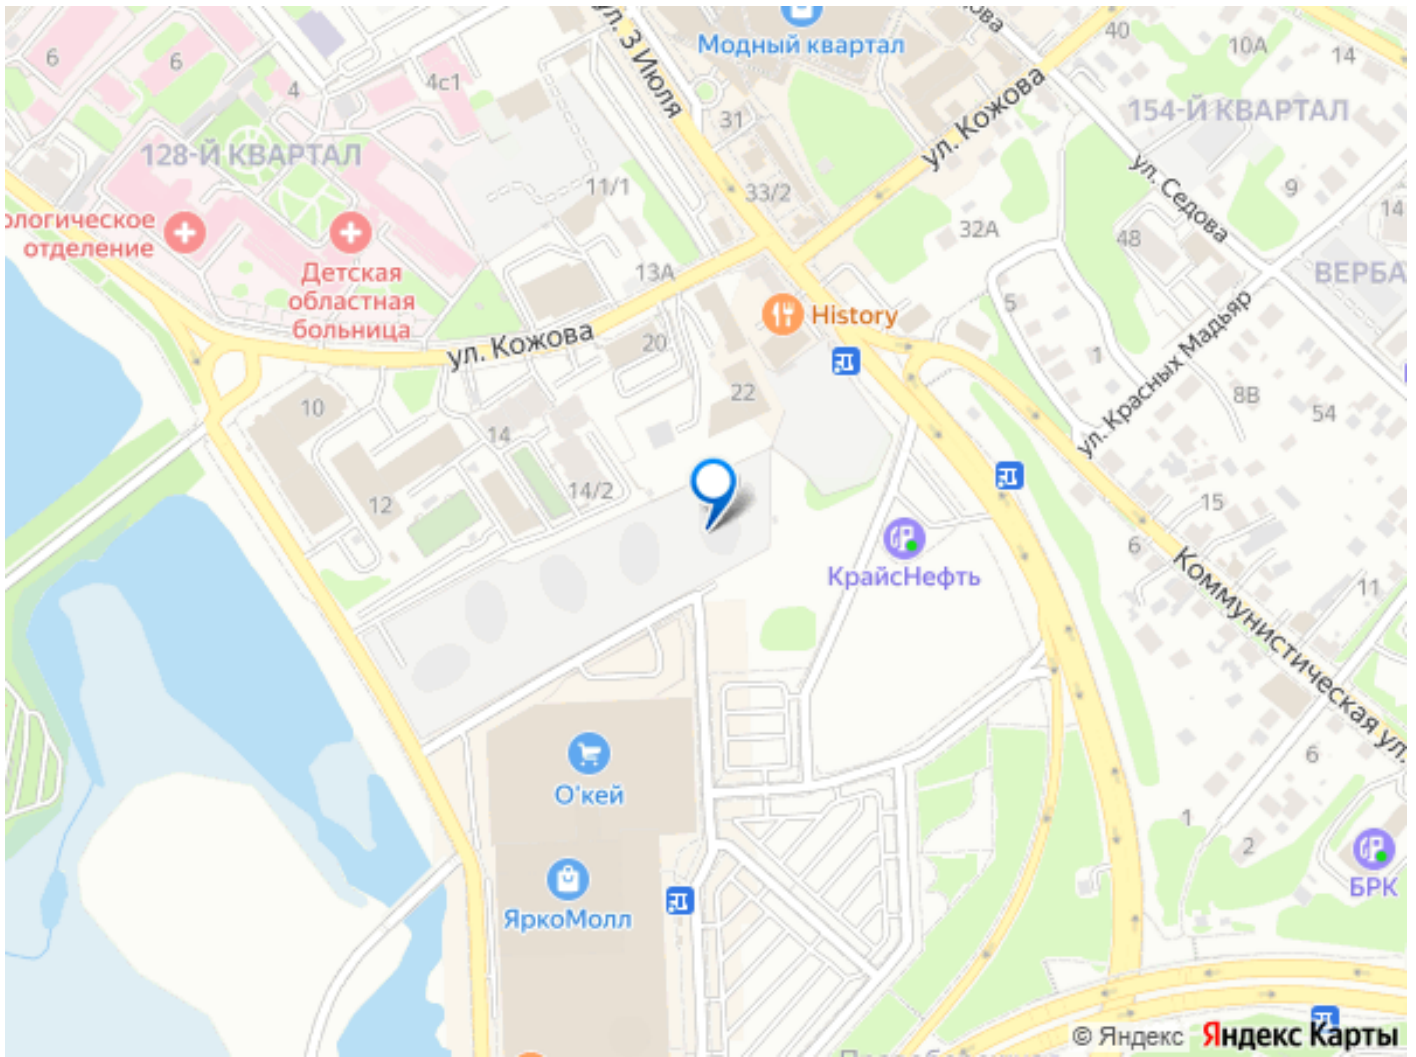 ул. 3 Июля
Модный квартал
40
10А
14
6
6
4
4с1
31
154-Й КВАРТАЛ
ул. Кожова
128-Й КВАРТАЛ
11/1
33/2
ул. Седова
9
14
ологическое
отделение
Детская
областная
больница
32А
48
13А
ВЕРБА
5
History
ул. Кожова
20
22
1
ул. Красных Мадьяр
8В
54
10
14
12
14/2
15
6
КрайсНефть
11
Коммунистическая ул.
6
О'кей
1
2
БРК
ЯркоМолл
© Яндекс
Яндекс Карты